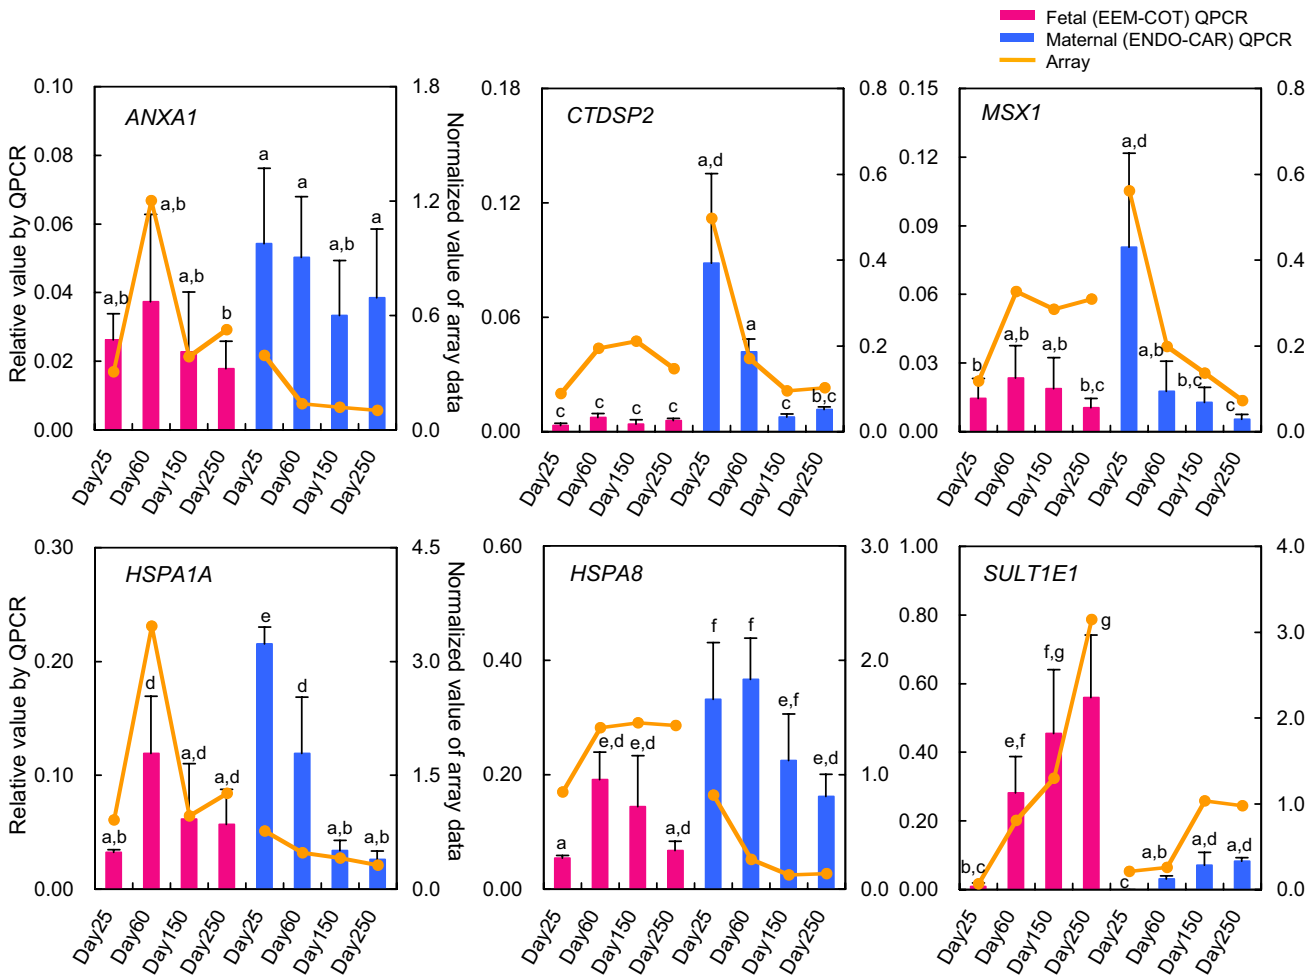 Fetal (EEM-COT) QPCR
Maternal (ENDO-CAR) QPCR
Array
Relative value by QPCR
0.10
0.08
0.06
0.04
0.02
0.00
ANXA1
a,b
a,b
a,b
b
a
a
a,b
a
1.8
1.2
0.6
0.0
Normalized value of array data
Day25
Day60
Day150
Day250
Day25
Day60
Day150
Day250
0.18
0.12
0.06
0.00
CTDSP2
c
c
c
c
a,d
a
c
b,c
0.8
0.6
0.4
0.2
0.0
Day25
Day60
Day150
Day250
Day25
Day60
Day150
Day250
0.15
0.12
0.09
0.06
0.03
0.00
MSX1
b
a,b
a,b
b,c
a,d
a,b
b,c
c
0.8
0.6
0.4
0.2
0.0
Day25
Day60
Day150
Day250
Day25
Day60
Day150
Day250
Relative value by QPCR
0.30
0.20
0.10
0.00
HSPA1A
a,b
d
a,d
a,d
e
d
a,b
a,b
4.5
3.0
1.5
0.0
Normalized value of array data
Day25
Day60
Day150
Day250
Day25
Day60
Day150
Day250
0.60
0.40
0.20
0.00
HSPA8
a
e,d
e,d
a,d
f
f
e,f
e,d
3.0
2.0
1.0
0.0
Day25
Day60
Day150
Day250
Day25
Day60
Day150
Day250
1.00
0.80
0.60
0.40
0.20
0.00
SULT1E1
b,c
e,f
f,g
g
c
a,b
a,d
a,d
4.0
3.0
2.0
1.0
0.0
Day25
Day60
Day150
Day250
Day25
Day60
Day150
Day250